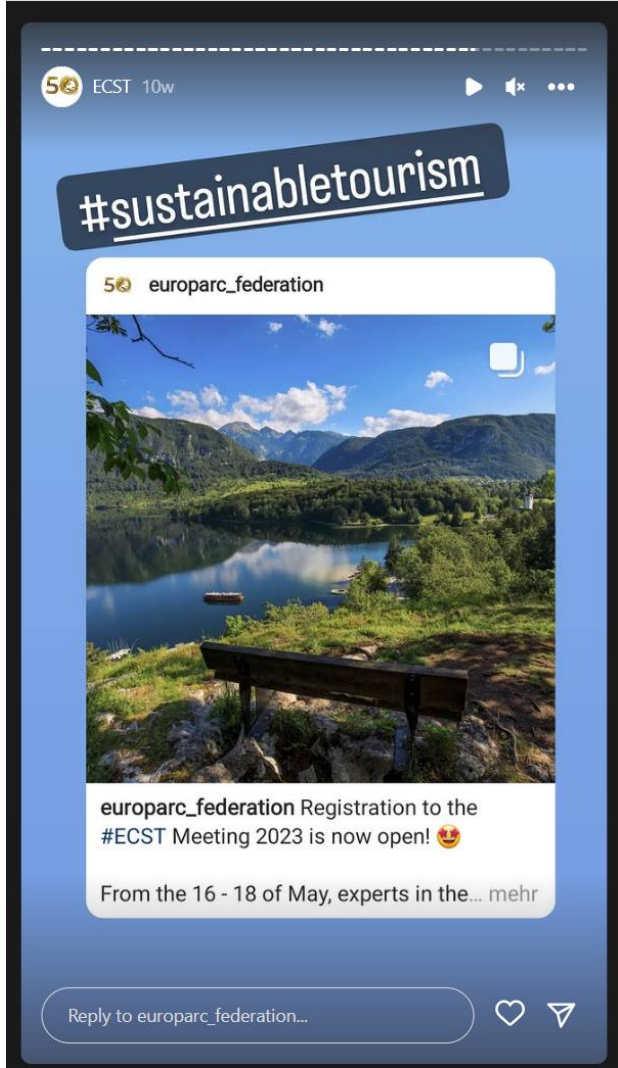 50 ECST 10w
#sustainabletourism
50 europarc_federation
europarc_federation Registration to the
#ECST Meeting 2023 is now open! 🤩
From the 16 - 18 of May, experts in the... mehr
Reply to europarc_federation...